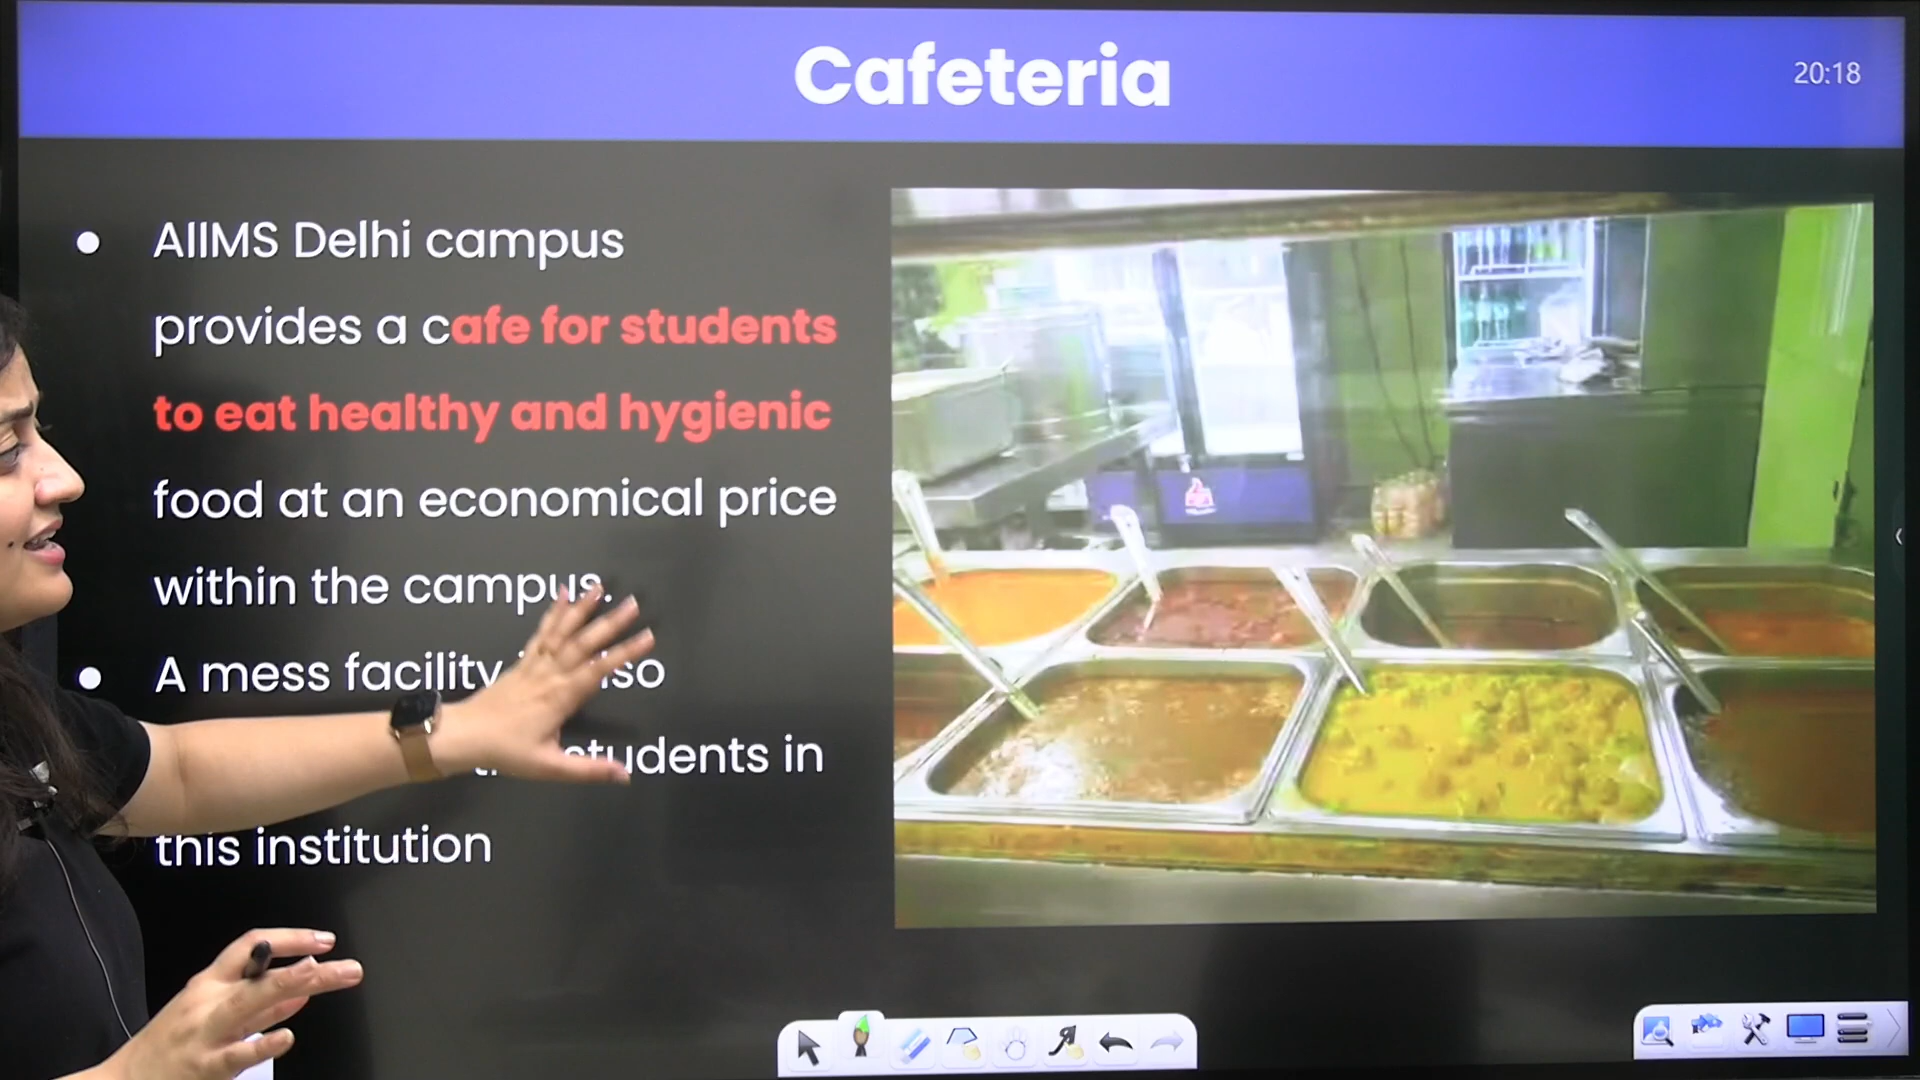 Cafeteria
20:18
AIIMS Delhi campus
provides a cafe for students
to eat healthy and hygienic
food at an economical price
within the campus.
A mess facility
students in
this institution